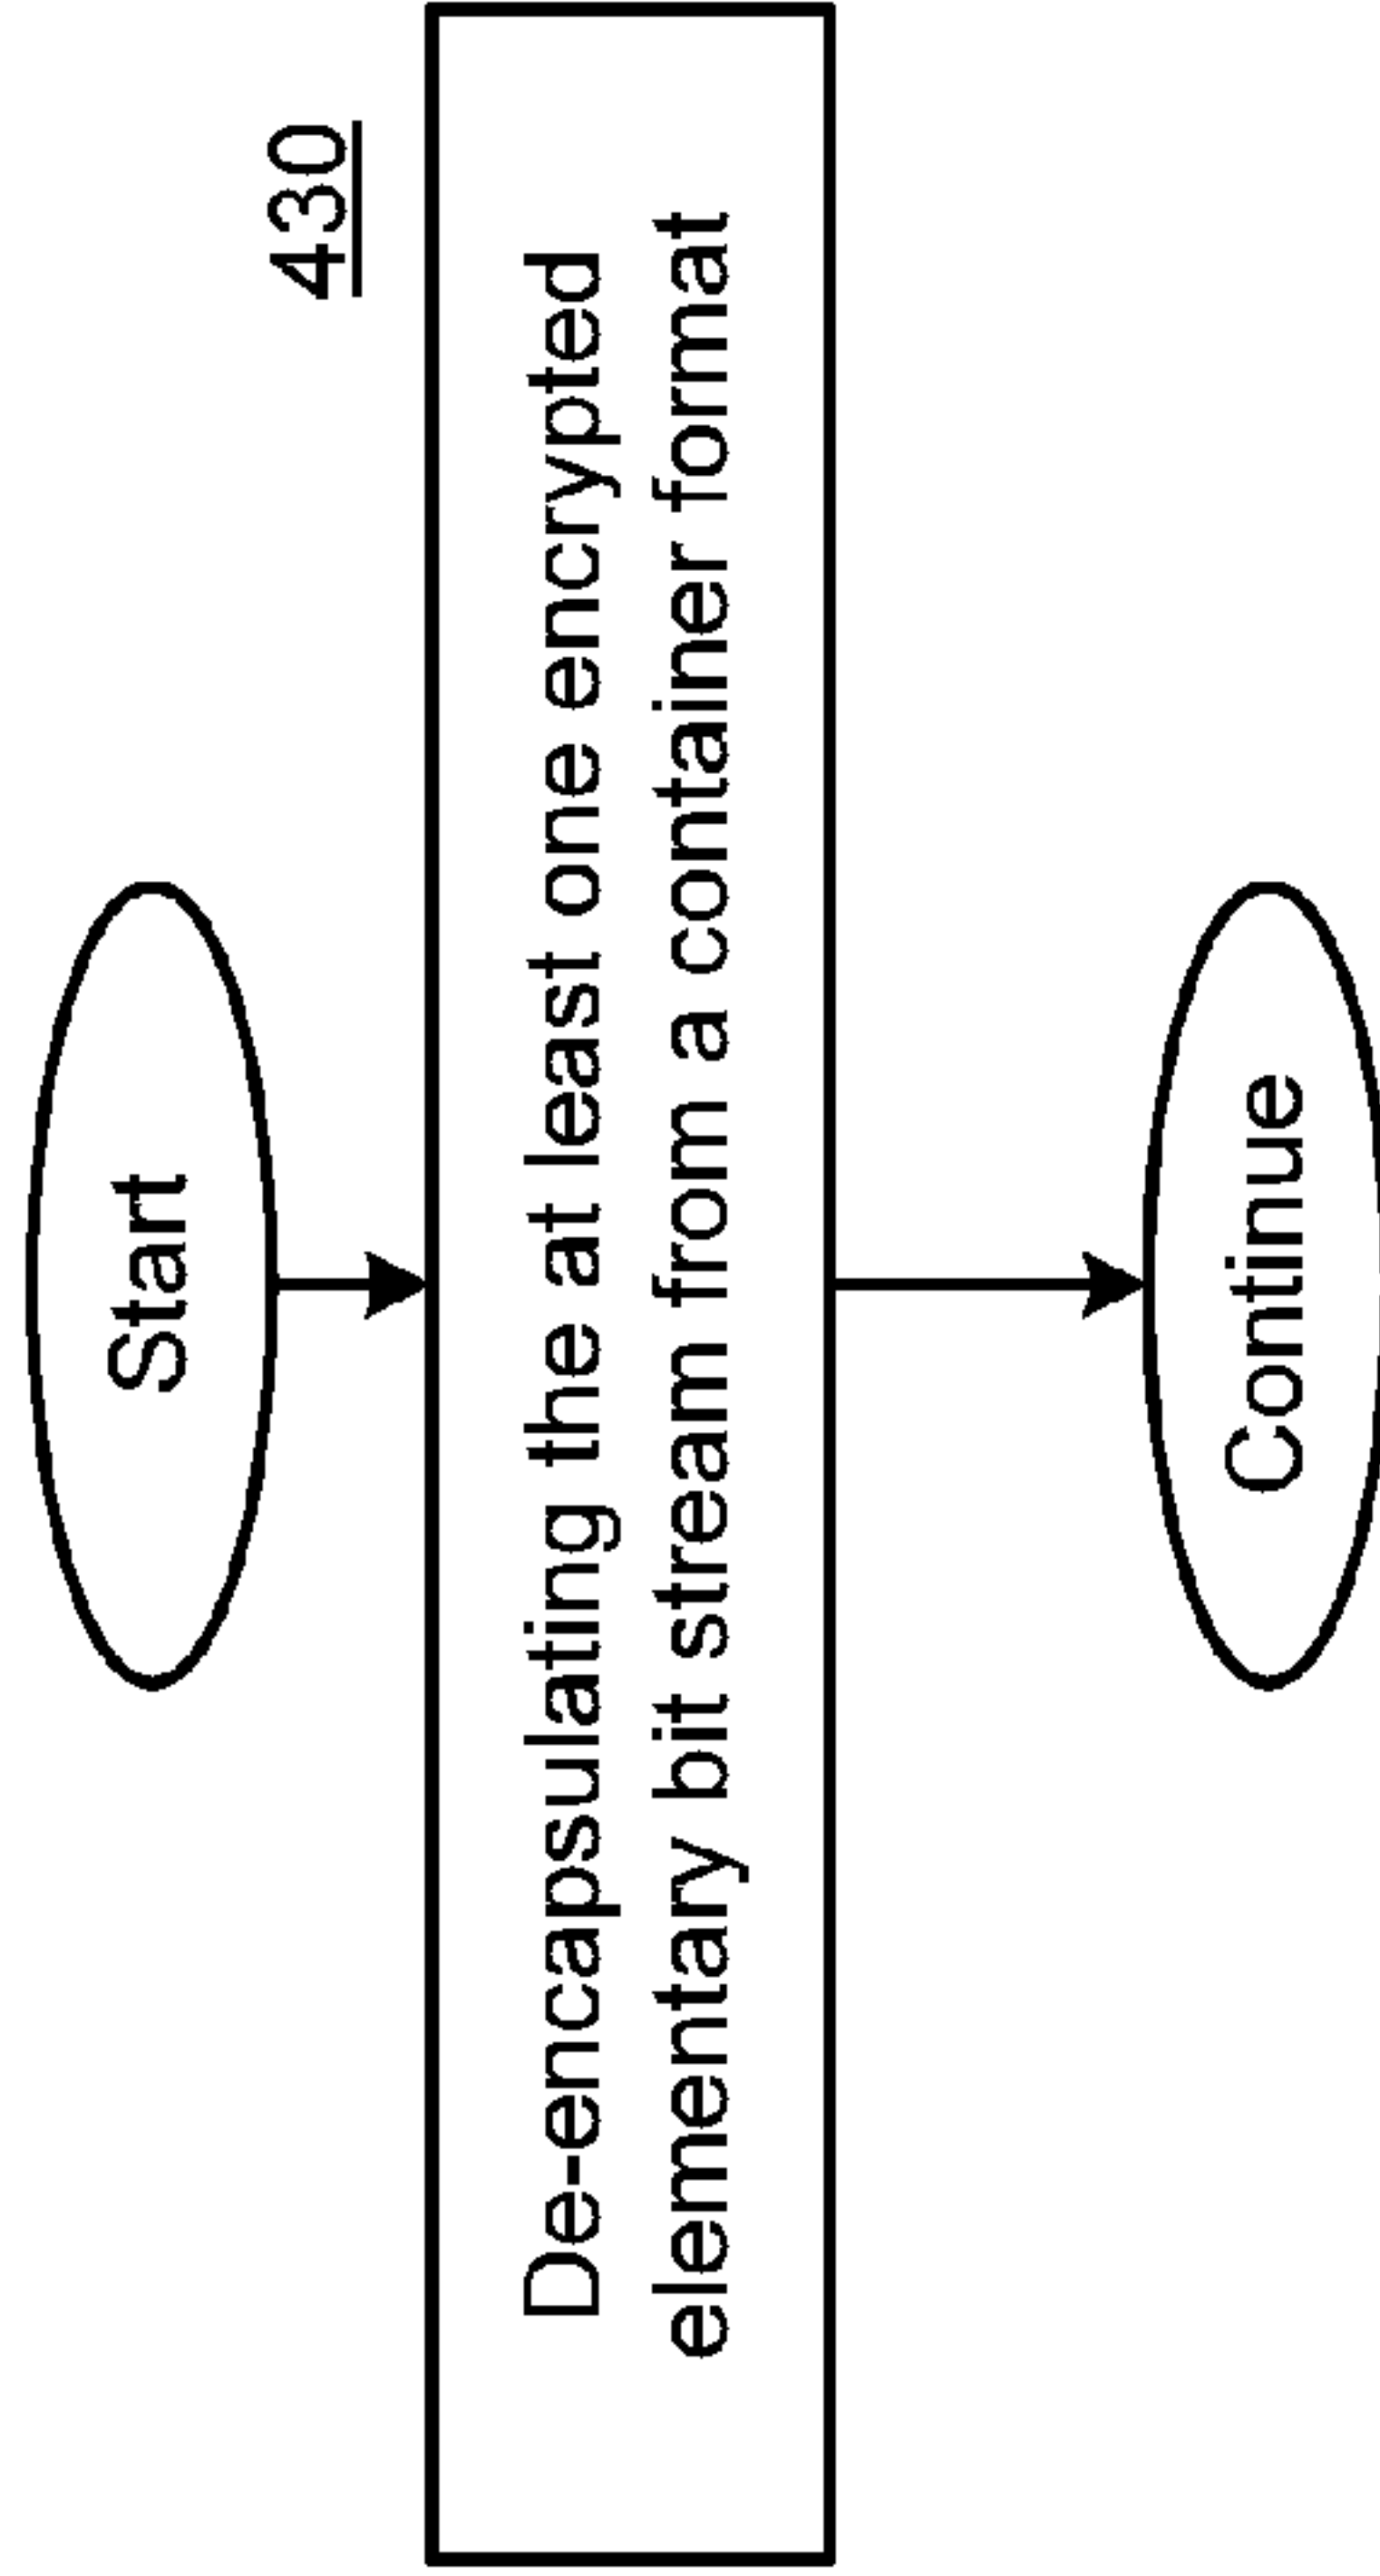 Start
430
De-encapsulating the at least one encrypted
elementary bit stream from a container format
Continue